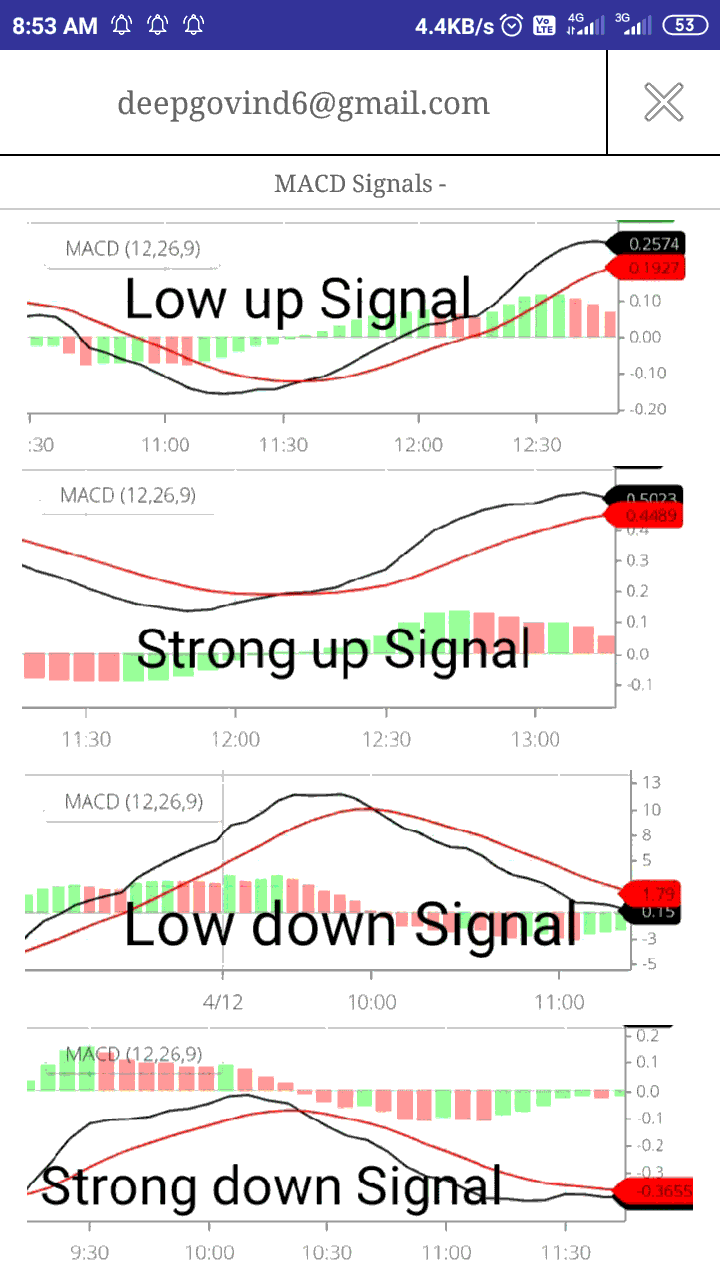 8:53 AM 4.4KB/s Vo LTE 4G 3G 53
deepgovind6@gmail.com
MACD Signals -
MACD (12,26,9)
0.2574
0.1927
Low up Signal
0.10
0.00
-0.10
-0.20
:30 11:00 11:30 12:00 12:30
MACD (12,26,9)
0.5023
0.4489
0.4
0.3
0.2
0.1
Strong up Signal
0.0
-0.1
11:30 12:00 12:30 13:00
13
MACD (12,26,9)
10
8
5
1.79
0.15
Low down Signal
-3
-5
4/12 10:00 11:00
0.2
MACD (12,26,9)
0.1
0.0
-0.1
-0.2
-0.3
Strong down Signal
-0.3655
9:30 10:00 10:30 11:00 11:30